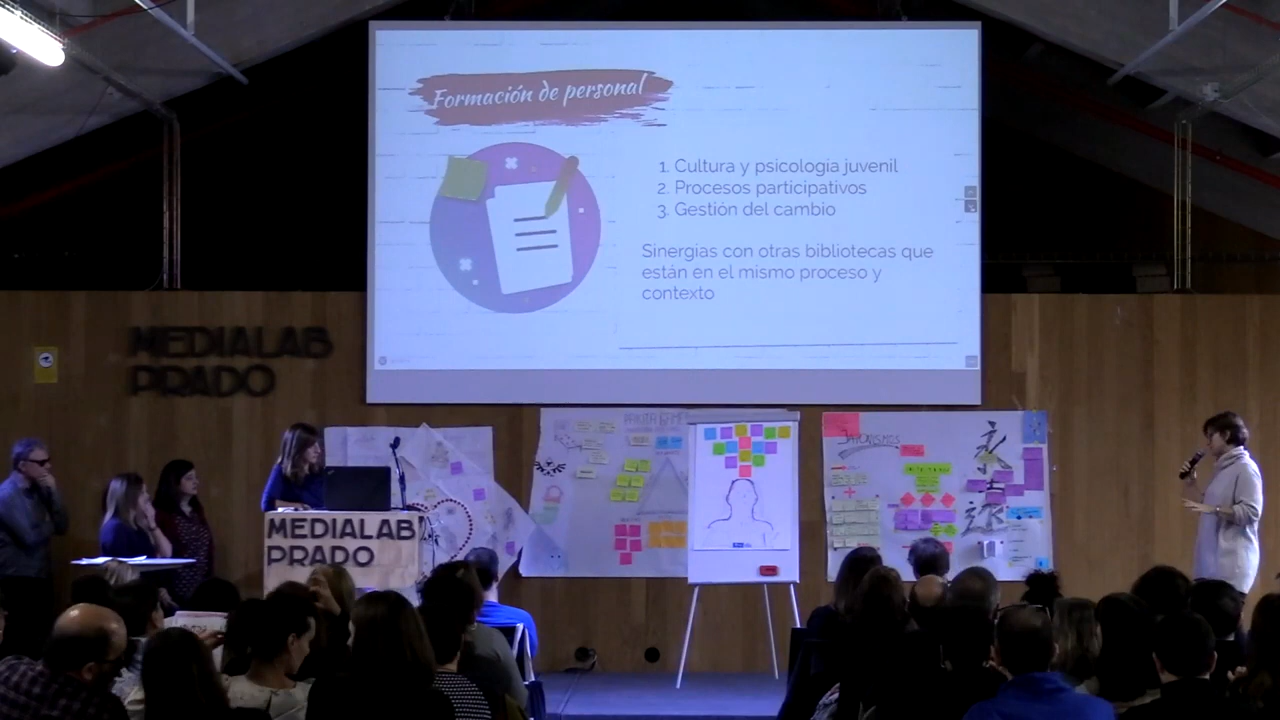 Formación de personal
1. Cultura y psicología juvenil
2. Procesos participativos
3. Gestión del cambio
Sinergias con otras bibliotecas que
están en el mismo proceso y
contexto
MEDIALAB
PRADO
MEDIALAB
PRADO
JAPONISMOS